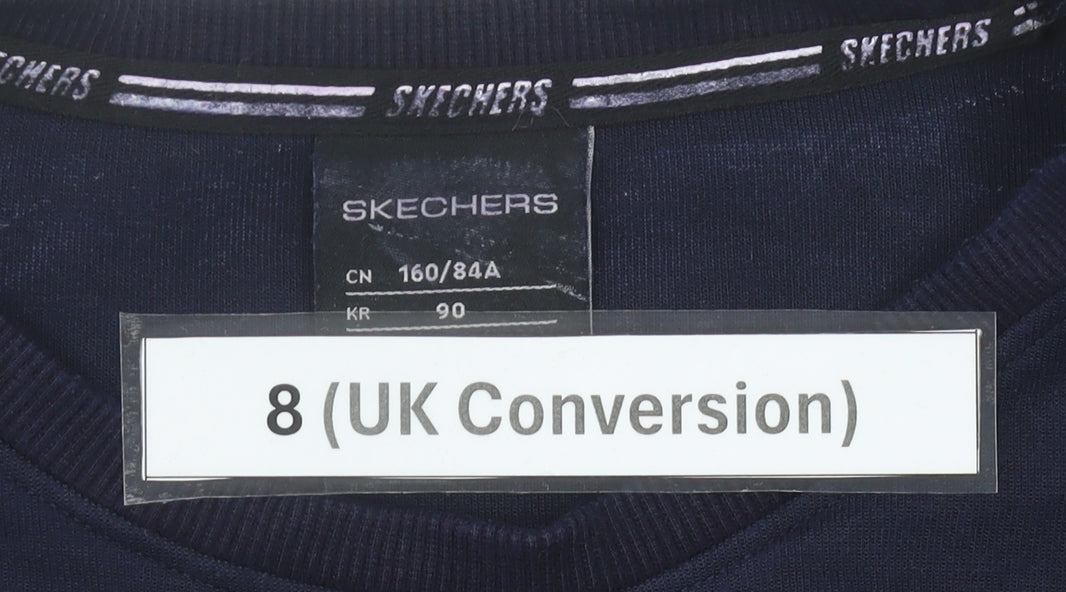 SKECHERS SKECHERS SKECHERS
SKECHERS
CN 160/84A
KR 90
8 (UK Conversion)